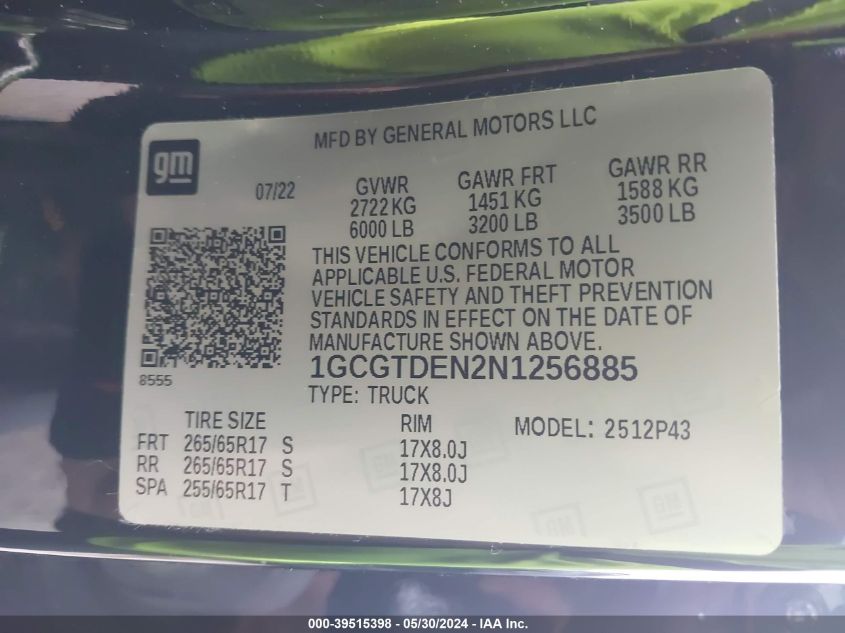 MFD BY GENERAL MOTORS LLC
gm
07/22
GVWR GAWR FRT GAWR RR
2722 KG 1451 KG 1588 KG
6000 LB 3200 LB 3500 LB
THIS VEHICLE CONFORMS TO ALL
APPLICABLE U.S. FEDERAL MOTOR
VEHICLE SAFETY AND THEFT PREVENTION
STANDARDS IN EFFECT ON THE DATE OF
MANUFACTURE SHOWN ABOVE.
8555
1GCGTDEN2N1256885
TYPE: TRUCK
TIRE SIZE RIM MODEL: 2512P43
FRT 265/65R17 S 17X8.0J
RR 265/65R17 S 17X8.0J
SPA 255/65R17 T 17X8J
GM GM GM GM
000-39515398 - 05/30/2024 - IAA Inc.